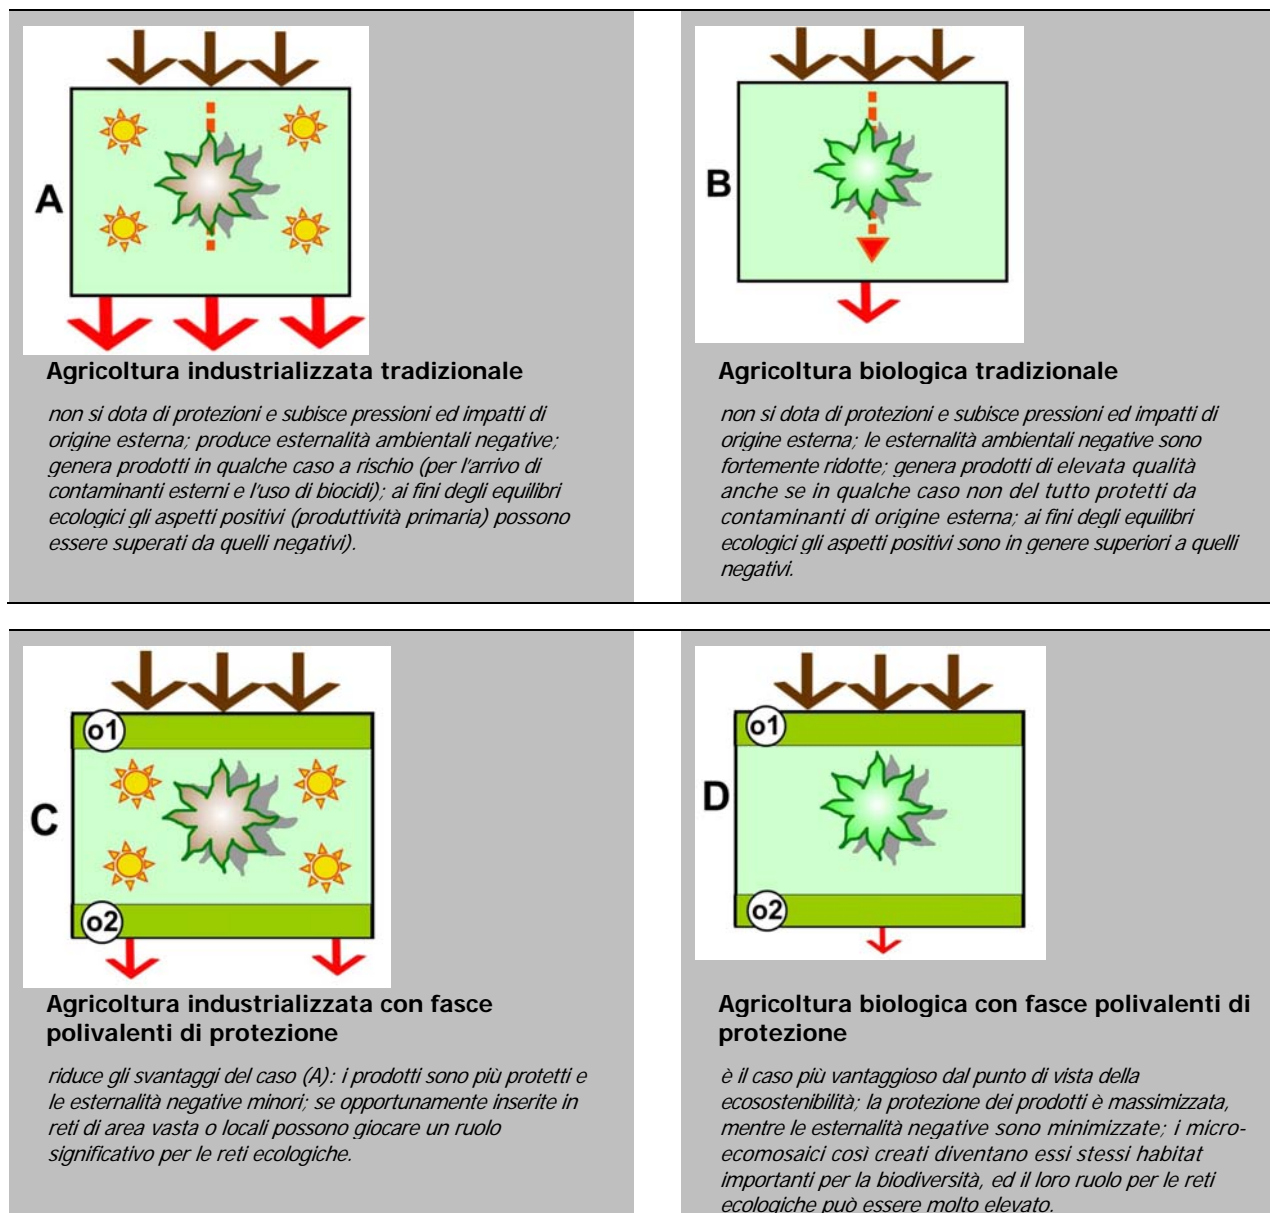 A
Agricoltura industrializzata tradizionale
non si dota di protezioni e subisce pressioni ed impatti di
origine esterna; produce esternalità ambientali negative;
genera prodotti in qualche caso a rischio (per l'arrivo di
contaminanti esterni e l'uso di biocidi); ai fini degli equilibri
ecologici gli aspetti positivi (produttività primaria) possono
essere superati da quelli negativi).
B
Agricoltura biologica tradizionale
non si dota di protezioni e subisce pressioni ed impatti di
origine esterna; le esternalità ambientali negative sono
fortemente ridotte; genera prodotti di elevata qualità
anche se in qualche caso non del tutto protetti da
contaminanti di origine esterna; ai fini degli equilibri
ecologici gli aspetti positivi sono in genere superiori a quelli
negativi.
o1
C
o2
Agricoltura industrializzata con fasce
polivalenti di protezione
riduce gli svantaggi del caso (A): i prodotti sono più protetti e
le esternalità negative minori; se opportunamente inserite in
reti di area vasta o locali possono giocare un ruolo
significativo per le reti ecologiche.
o1
D
o2
Agricoltura biologica con fasce polivalenti di
protezione
è il caso più vantaggioso dal punto di vista della
ecosostenibilità; la protezione dei prodotti è massimizzata,
mentre le esternalità negative sono minimizzate; i micro-
ecomosaici così creati diventano essi stessi habitat
importanti per la biodiversità, ed il loro ruolo per le reti
ecologiche può essere molto elevato.